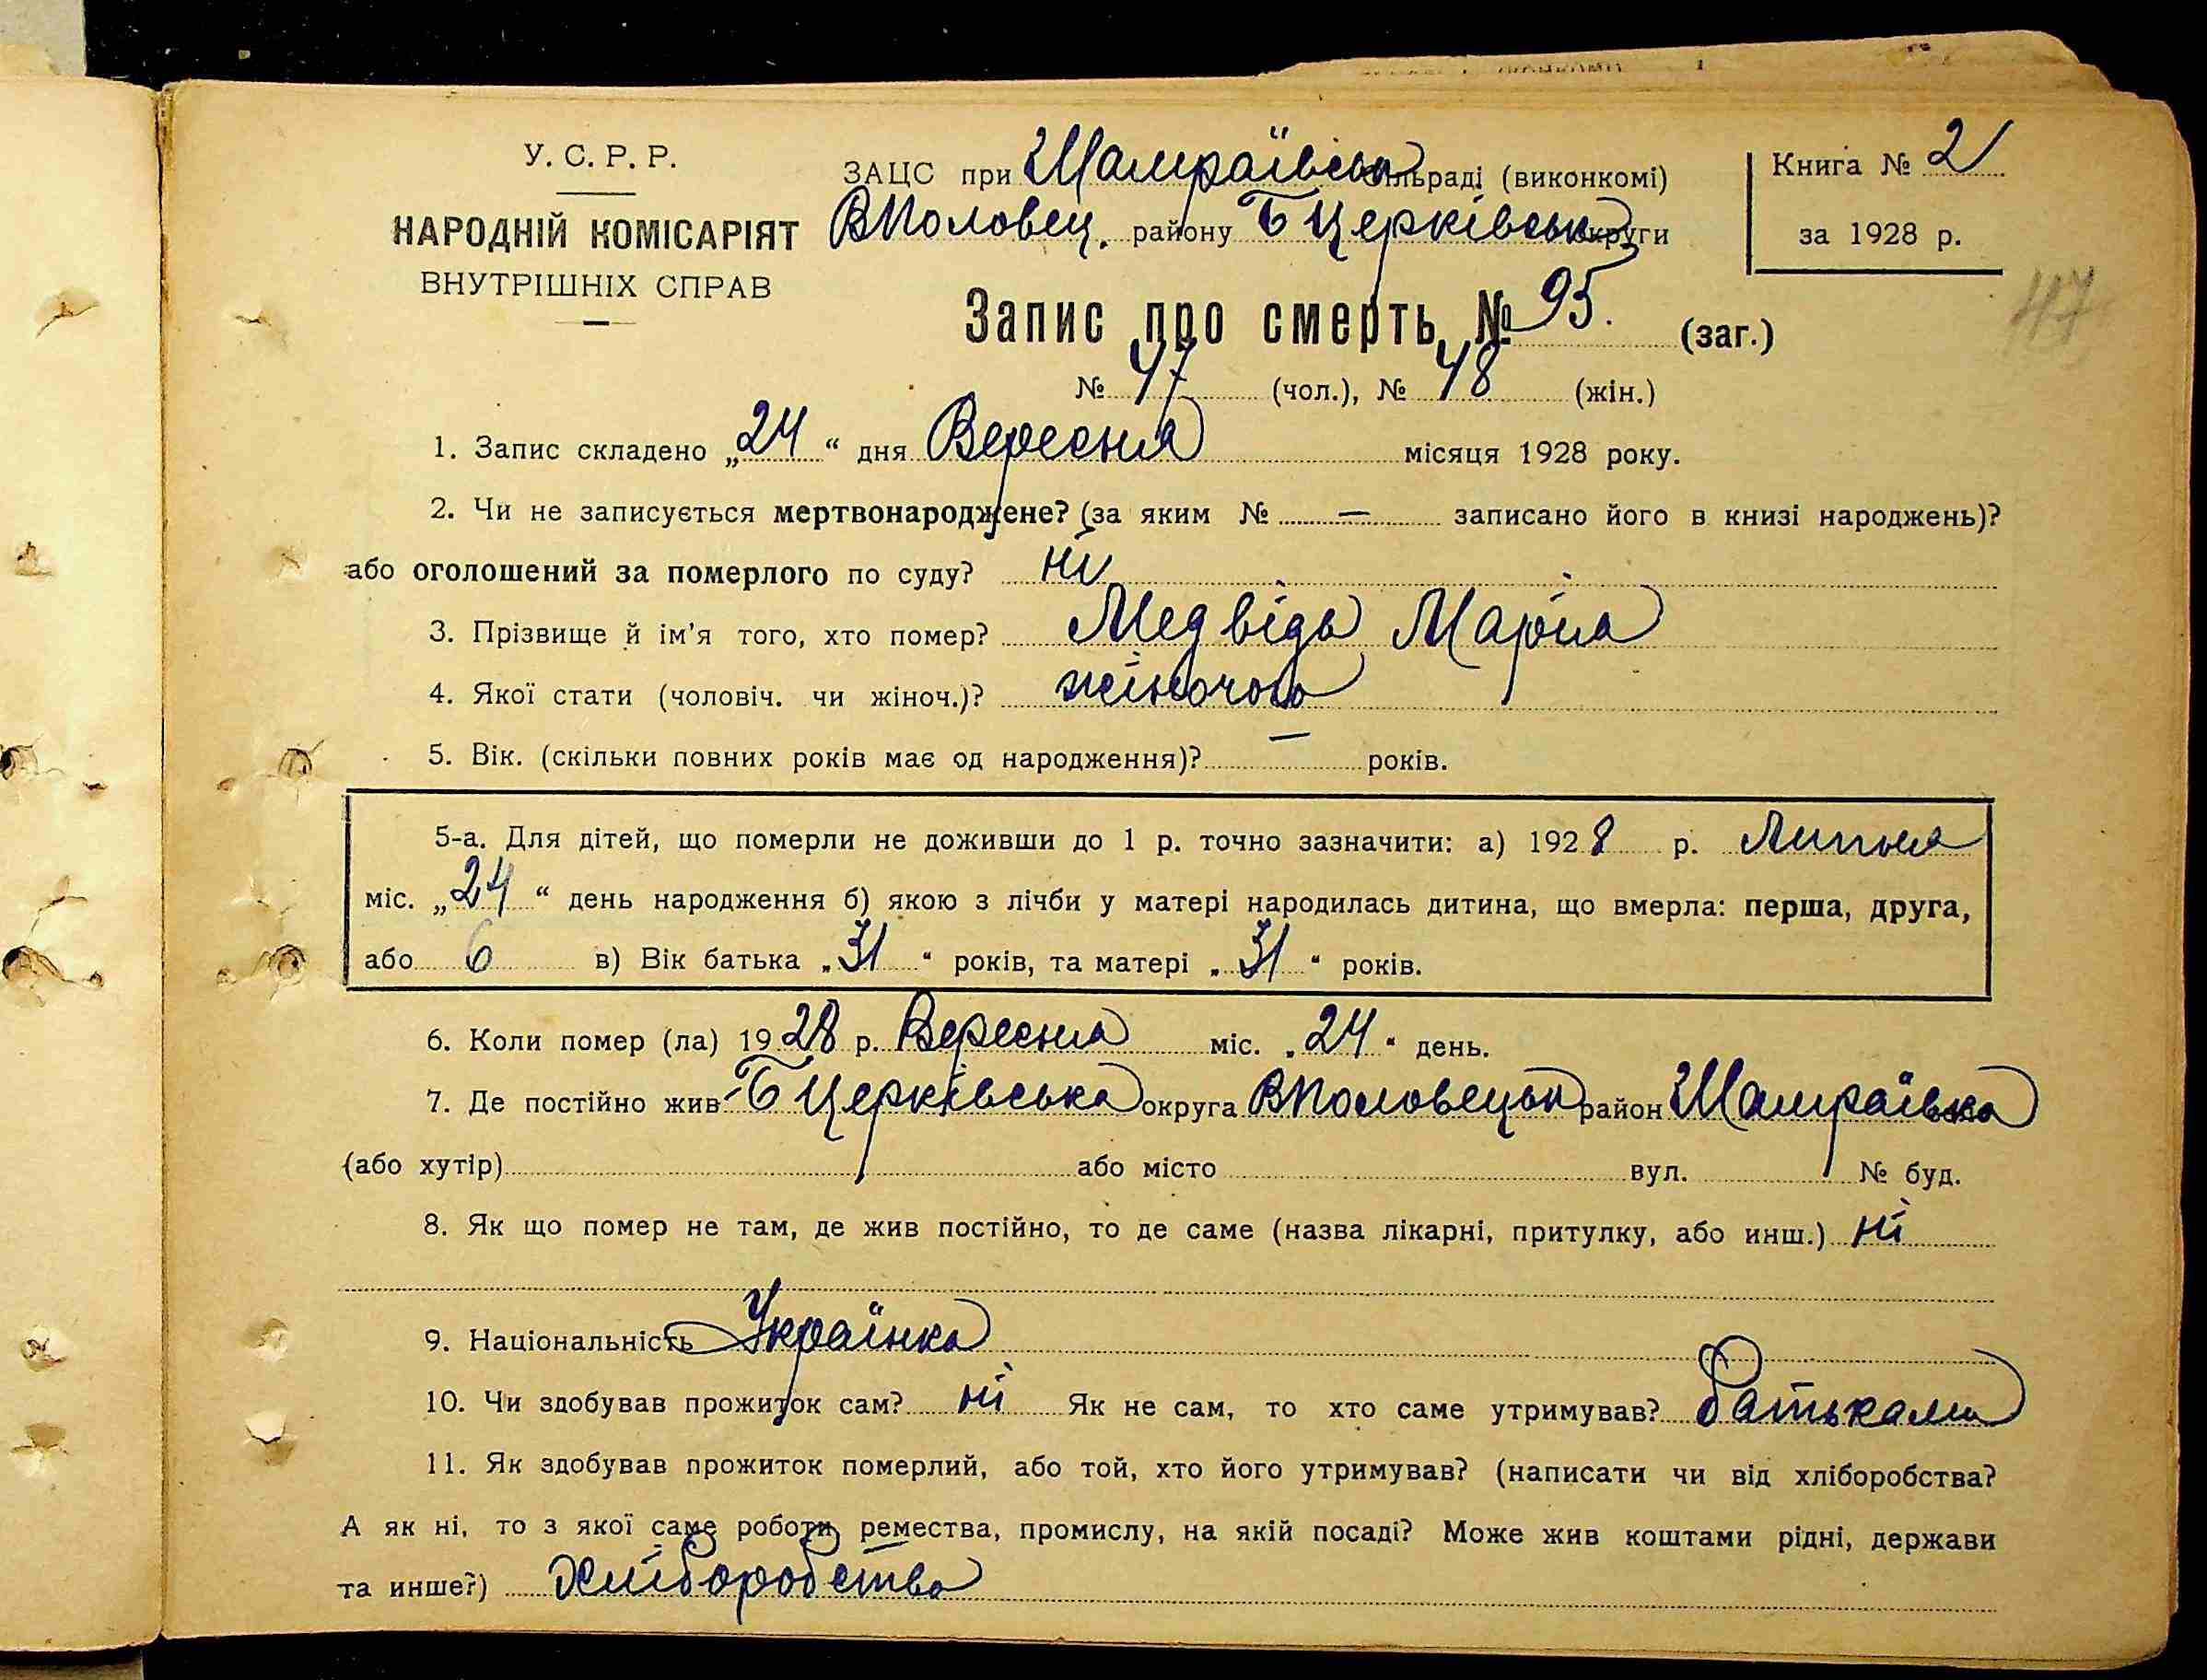 У. С. Р. Р.
НАРОДНІЙ КОМІСАРІЯТ
ВНУТРІШНІХ СПРАВ
ЗАЦС при Шамраївськ сільраді (виконкомі)
ВПоловец. району БЦерківськ округи
Книга № 2
за 1928 р.
47
Запис про смерть № 95. (заг.)
№ 47 (чол.), № 48 (жін.)
1. Запис складено „24“ дня Вересня місяця 1928 року.
2. Чи не записується мертвонароджене? (за яким № — записано його в книзі народжень)?
або оголошений за померлого по суду? ні
3. Прізвище й ім’я того, хто помер? Медвідь Марія
4. Якої стати (чоловіч. чи жіноч.)? жіночого
5. Вік. (скільки повних років має од народження)? — років.
5-а. Для дітей, що померли не доживши до 1 р. точно зазначити: а) 1928 р. Липня
міс. „24“ день народження б) якою з лічби у матері народилась дитина, що вмерла: перша, друга,
або 6 в) Вік батька „31“ років, та матері „31“ років.
6. Коли помер (ла) 1928 р. Вересня міс. „24“ день.
7. Де постійно жив БЦерківська округа ВПоловецьк район Шамраївка
(або хутір) або місто вул. № буд.
8. Як що помер не там, де жив постійно, то де саме (назва лікарні, притулку, або инш.) ні
9. Національність Українка
10. Чи здобував прожиток сам? ні Як не сам, то хто саме утримував? батьками
11. Як здобував прожиток померлий, або той, хто його утримував? (написати чи від хліборобства?
А як ні, то з якої саме роботи, ремества, промислу, на якій посаді? Може жив коштами рідні, держави
та инше?) Хліборобства